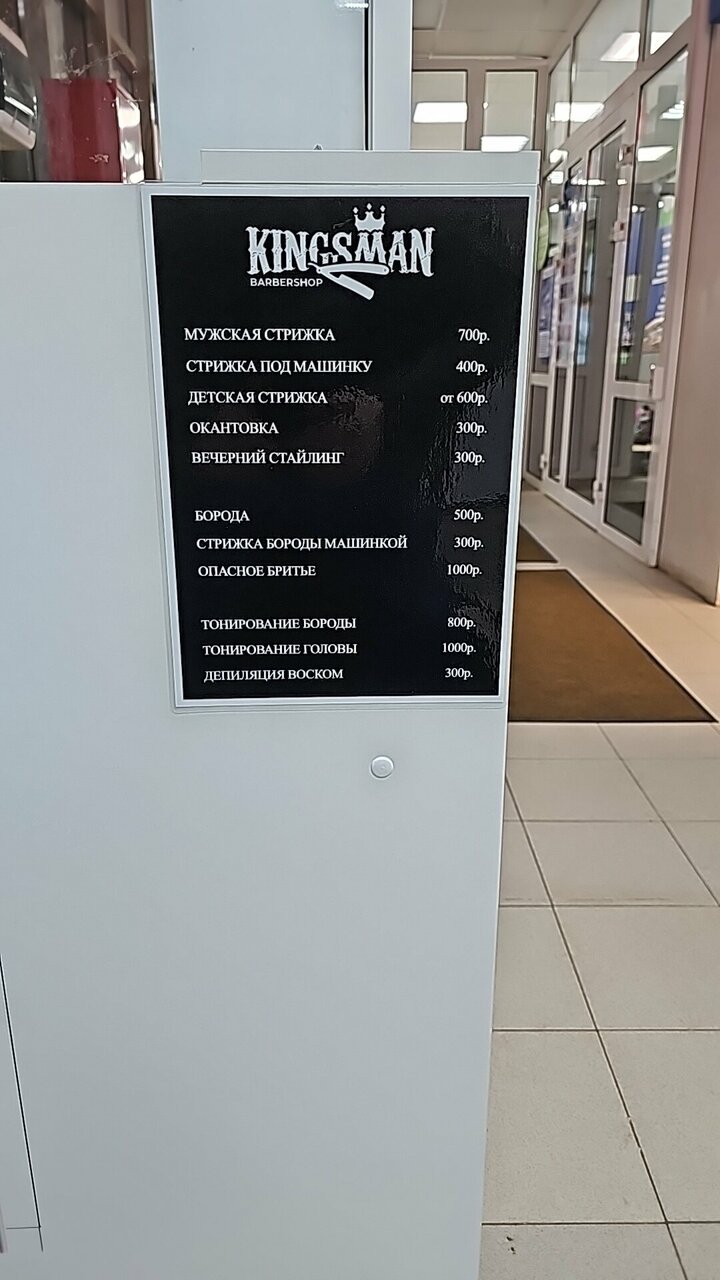 KINGSMAN
BARBERSHOP
МУЖСКАЯ СТРИЖКА 700р.
СТРИЖКА ПОД МАШИНКУ 400р.
ДЕТСКАЯ СТРИЖКА от 600р.
ОКАНТОВКА 300р.
ВЕЧЕРНИЙ СТАЙЛИНГ 300р.
БОРОДА 500р.
СТРИЖКА БОРОДЫ МАШИНКОЙ 300р.
ОПАСНОЕ БРИТЬЕ 1000р.
ТОНИРОВАНИЕ БОРОДЫ 800р.
ТОНИРОВАНИЕ ГОЛОВЫ 1000р.
ДЕПИЛЯЦИЯ ВОСКОМ 300р.